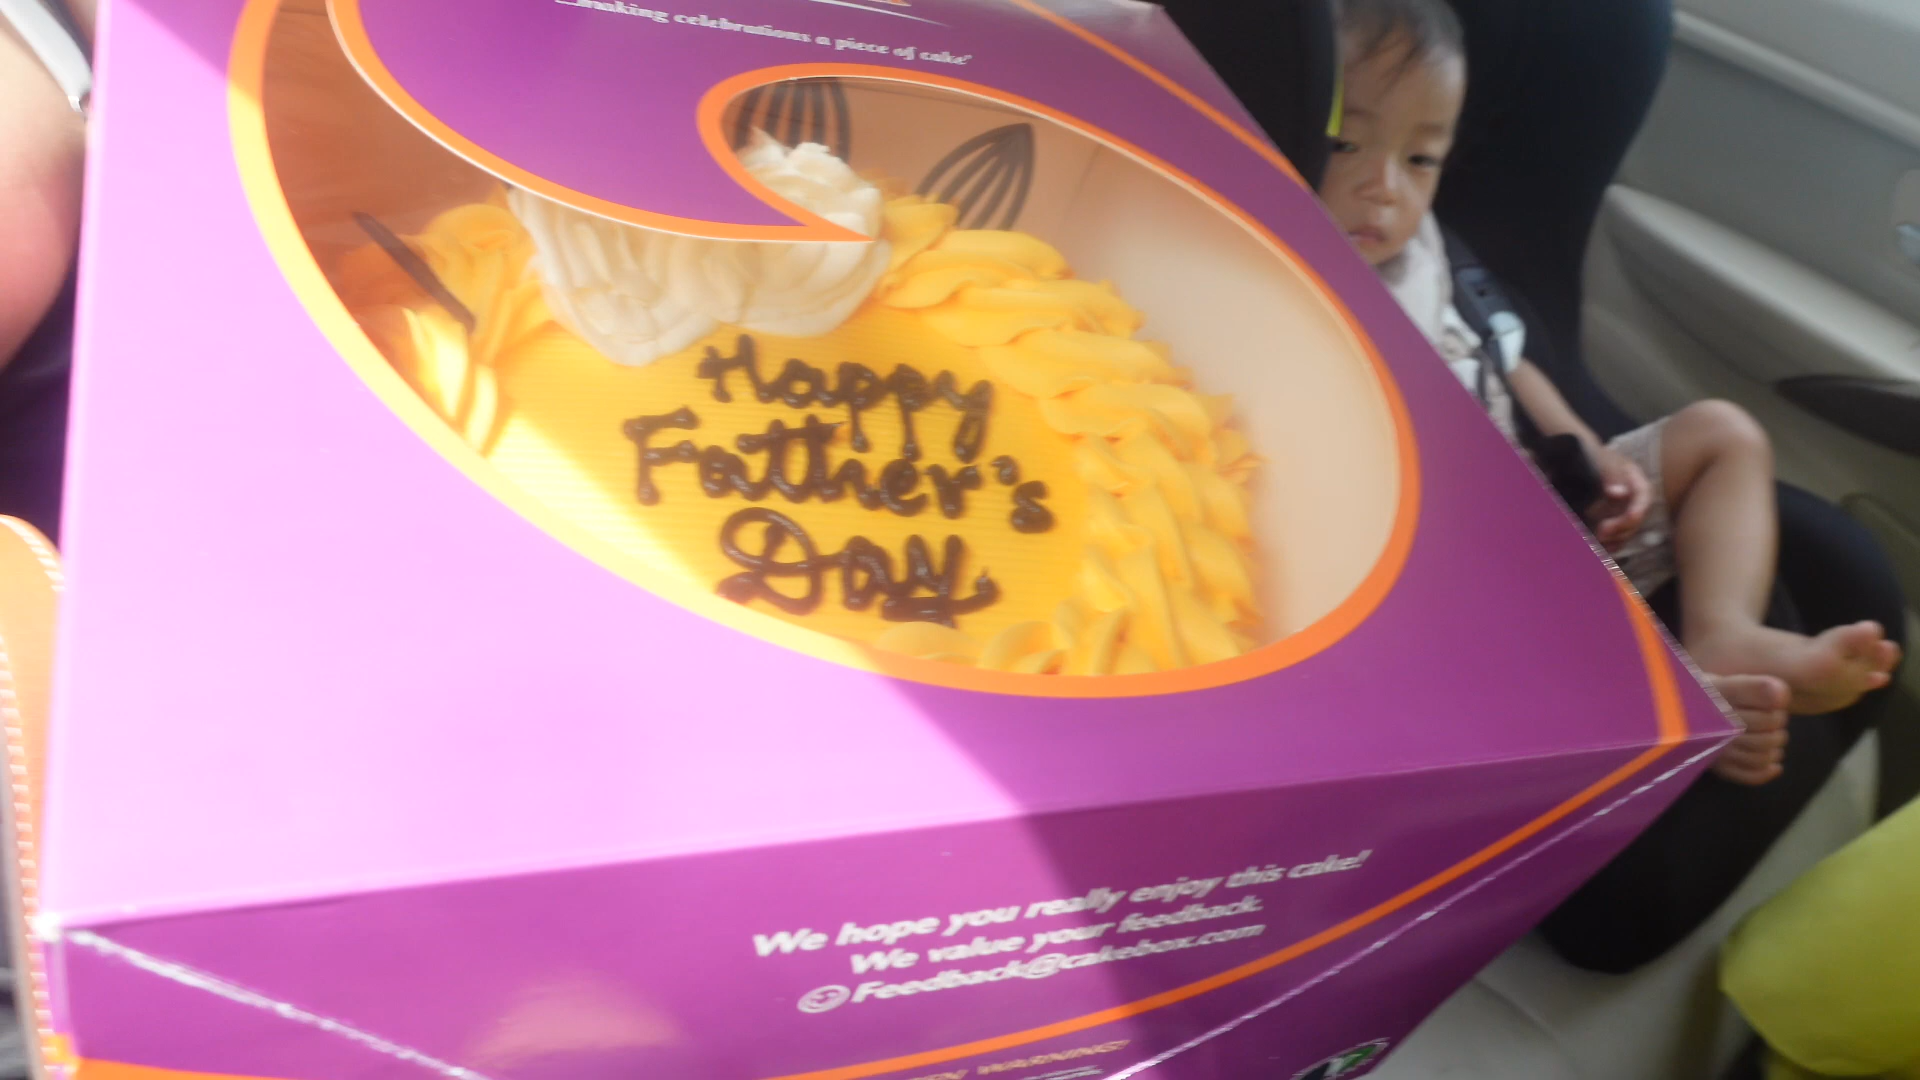 ...making celebrations a piece of cake!
Happy
Father's
Day
We hope you really enjoy this cake!
We value your feedback.
Feedback@cakebox.com
WARNING!